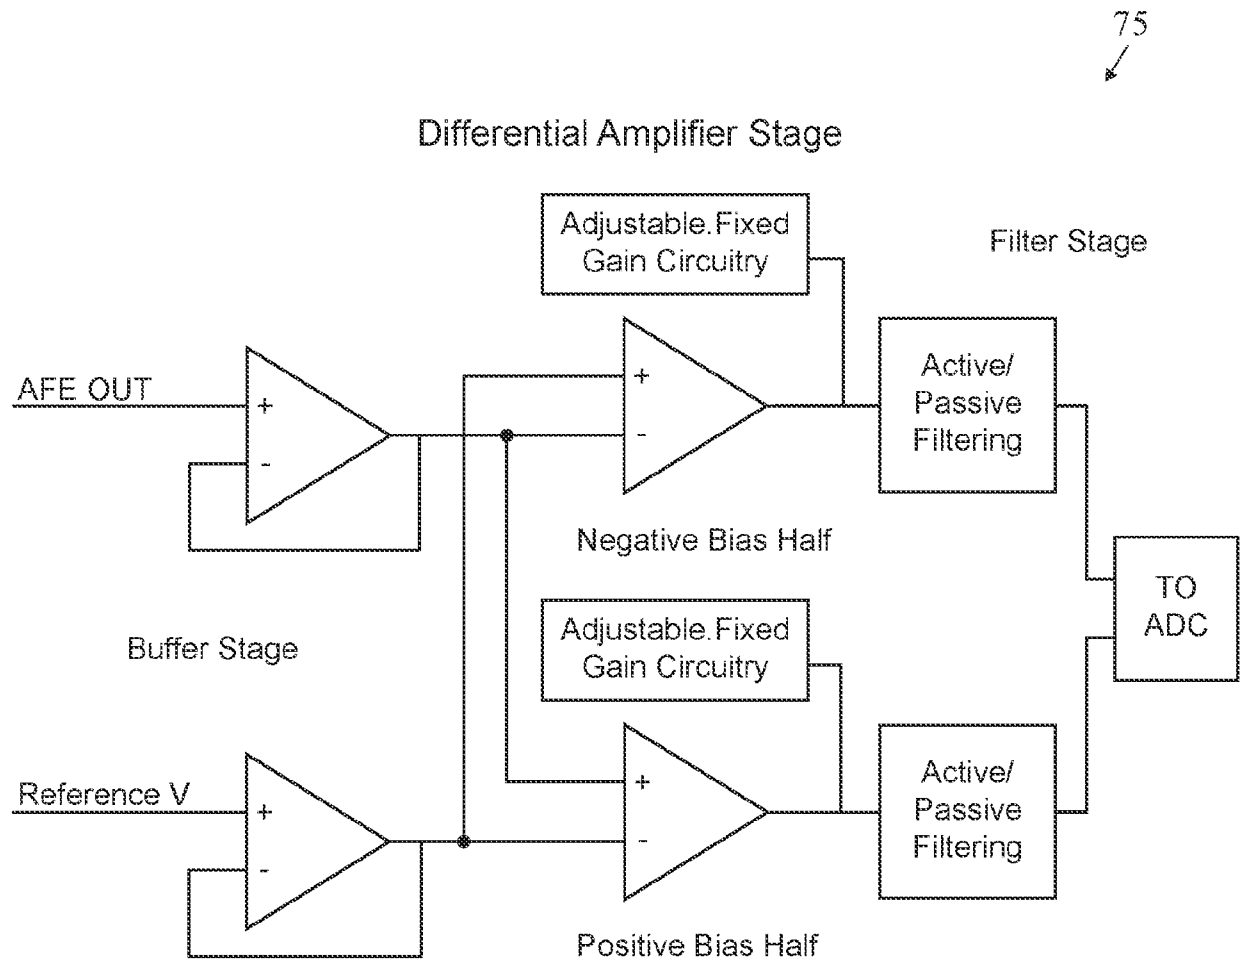 75
Differential Amplifier Stage
Adjustable.Fixed
Gain Circuitry
Filter Stage
AFE OUT
+
-
+
-
Active/
Passive
Filtering
Negative Bias Half
TO
ADC
Buffer Stage
Adjustable.Fixed
Gain Circuitry
Reference V
+
-
+
-
Active/
Passive
Filtering
Positive Bias Half